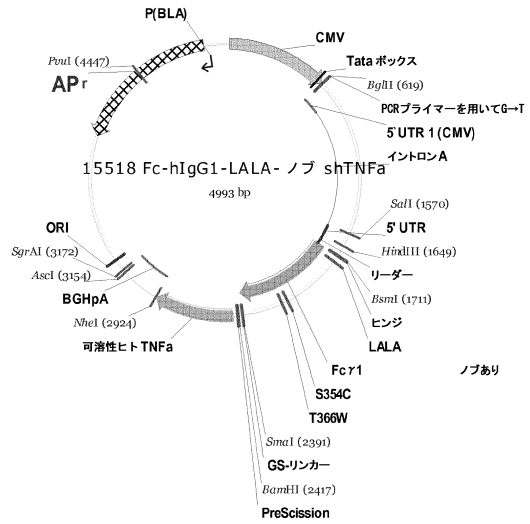 P(BLA)
CMV
Tataボックス
BglII (619)
PCRプライマーを用いてG→T
5'UTR 1 (CMV)
イントロンA
PvuI (4447)
APr
15518 Fc-hIgG1-LALA-ノブ shTNFa
4993 bp
SalI (1570)
5' UTR
HindIII (1649)
リーダー
BsmI (1711)
ヒンジ
LALA
ORI
SgrAI (3172)
AscI (3154)
BGHpA
NheI (2924)
可溶性ヒトTNFa
Fcγ1
ノブあり
S354C
T366W
SmaI (2391)
GS-リンカー
BamHI (2417)
PreScission